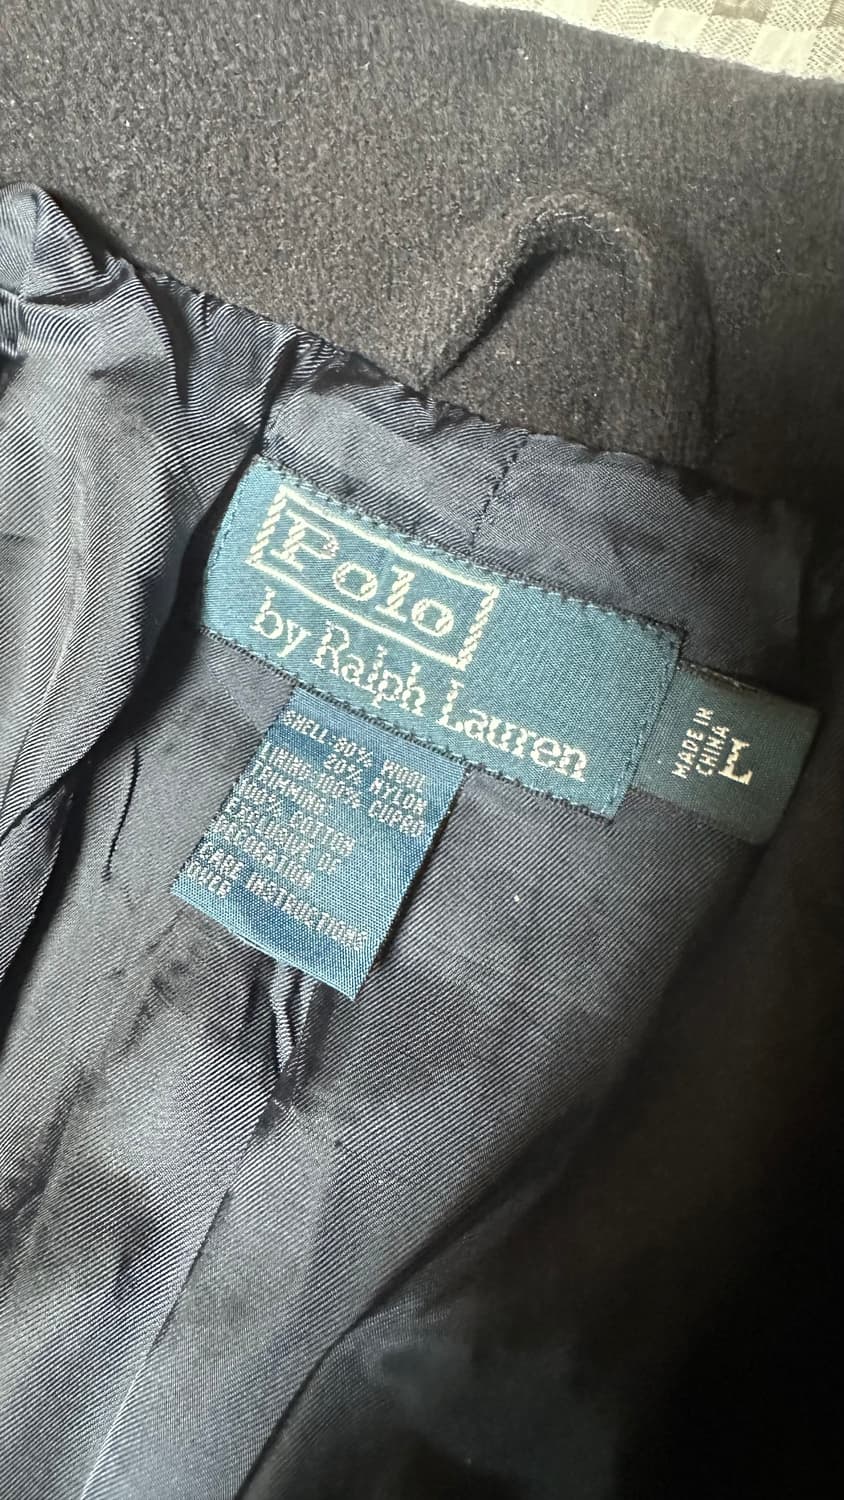 Polo
by Ralph Lauren
MADE IN
CHINA
L
SHELL-80% WOOL
20% NYLON
LINING-100% CUPRO
TRIMMING:
100% COTTON
EXCLUSIVE OF
DECORATION
CARE INSTRUCTIONS
OVER